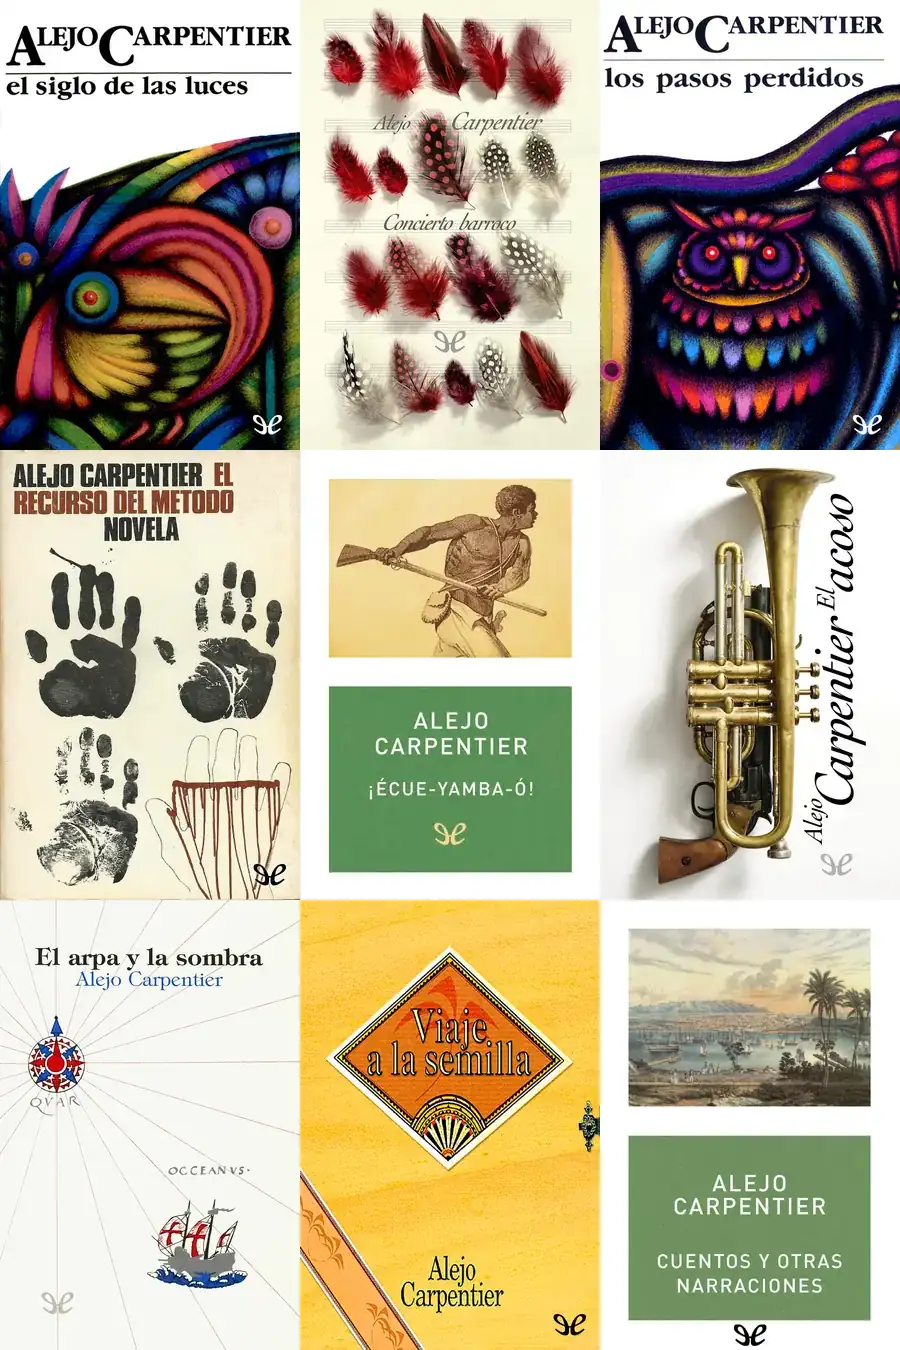 ALEJO CARPENTIER
el siglo de las luces
Alejo Carpentier
Concierto barroco
ALEJO CARPENTIER
los pasos perdidos
ALEJO CARPENTIER EL
RECURSO DEL METODO
NOVELA
ALEJO
CARPENTIER
¡ÉCUE-YAMBA-Ó!
Alejo Carpentier El acoso
El arpa y la sombra
Alejo Carpentier
QVAR
OCCEANVS·
Viaje
a la semilla
Alejo
Carpentier
ALEJO
CARPENTIER
CUENTOS Y OTRAS
NARRACIONES